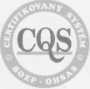 CERTIFIKOVANÝ SYSTÉM
CQS
BOZP - OHSAS